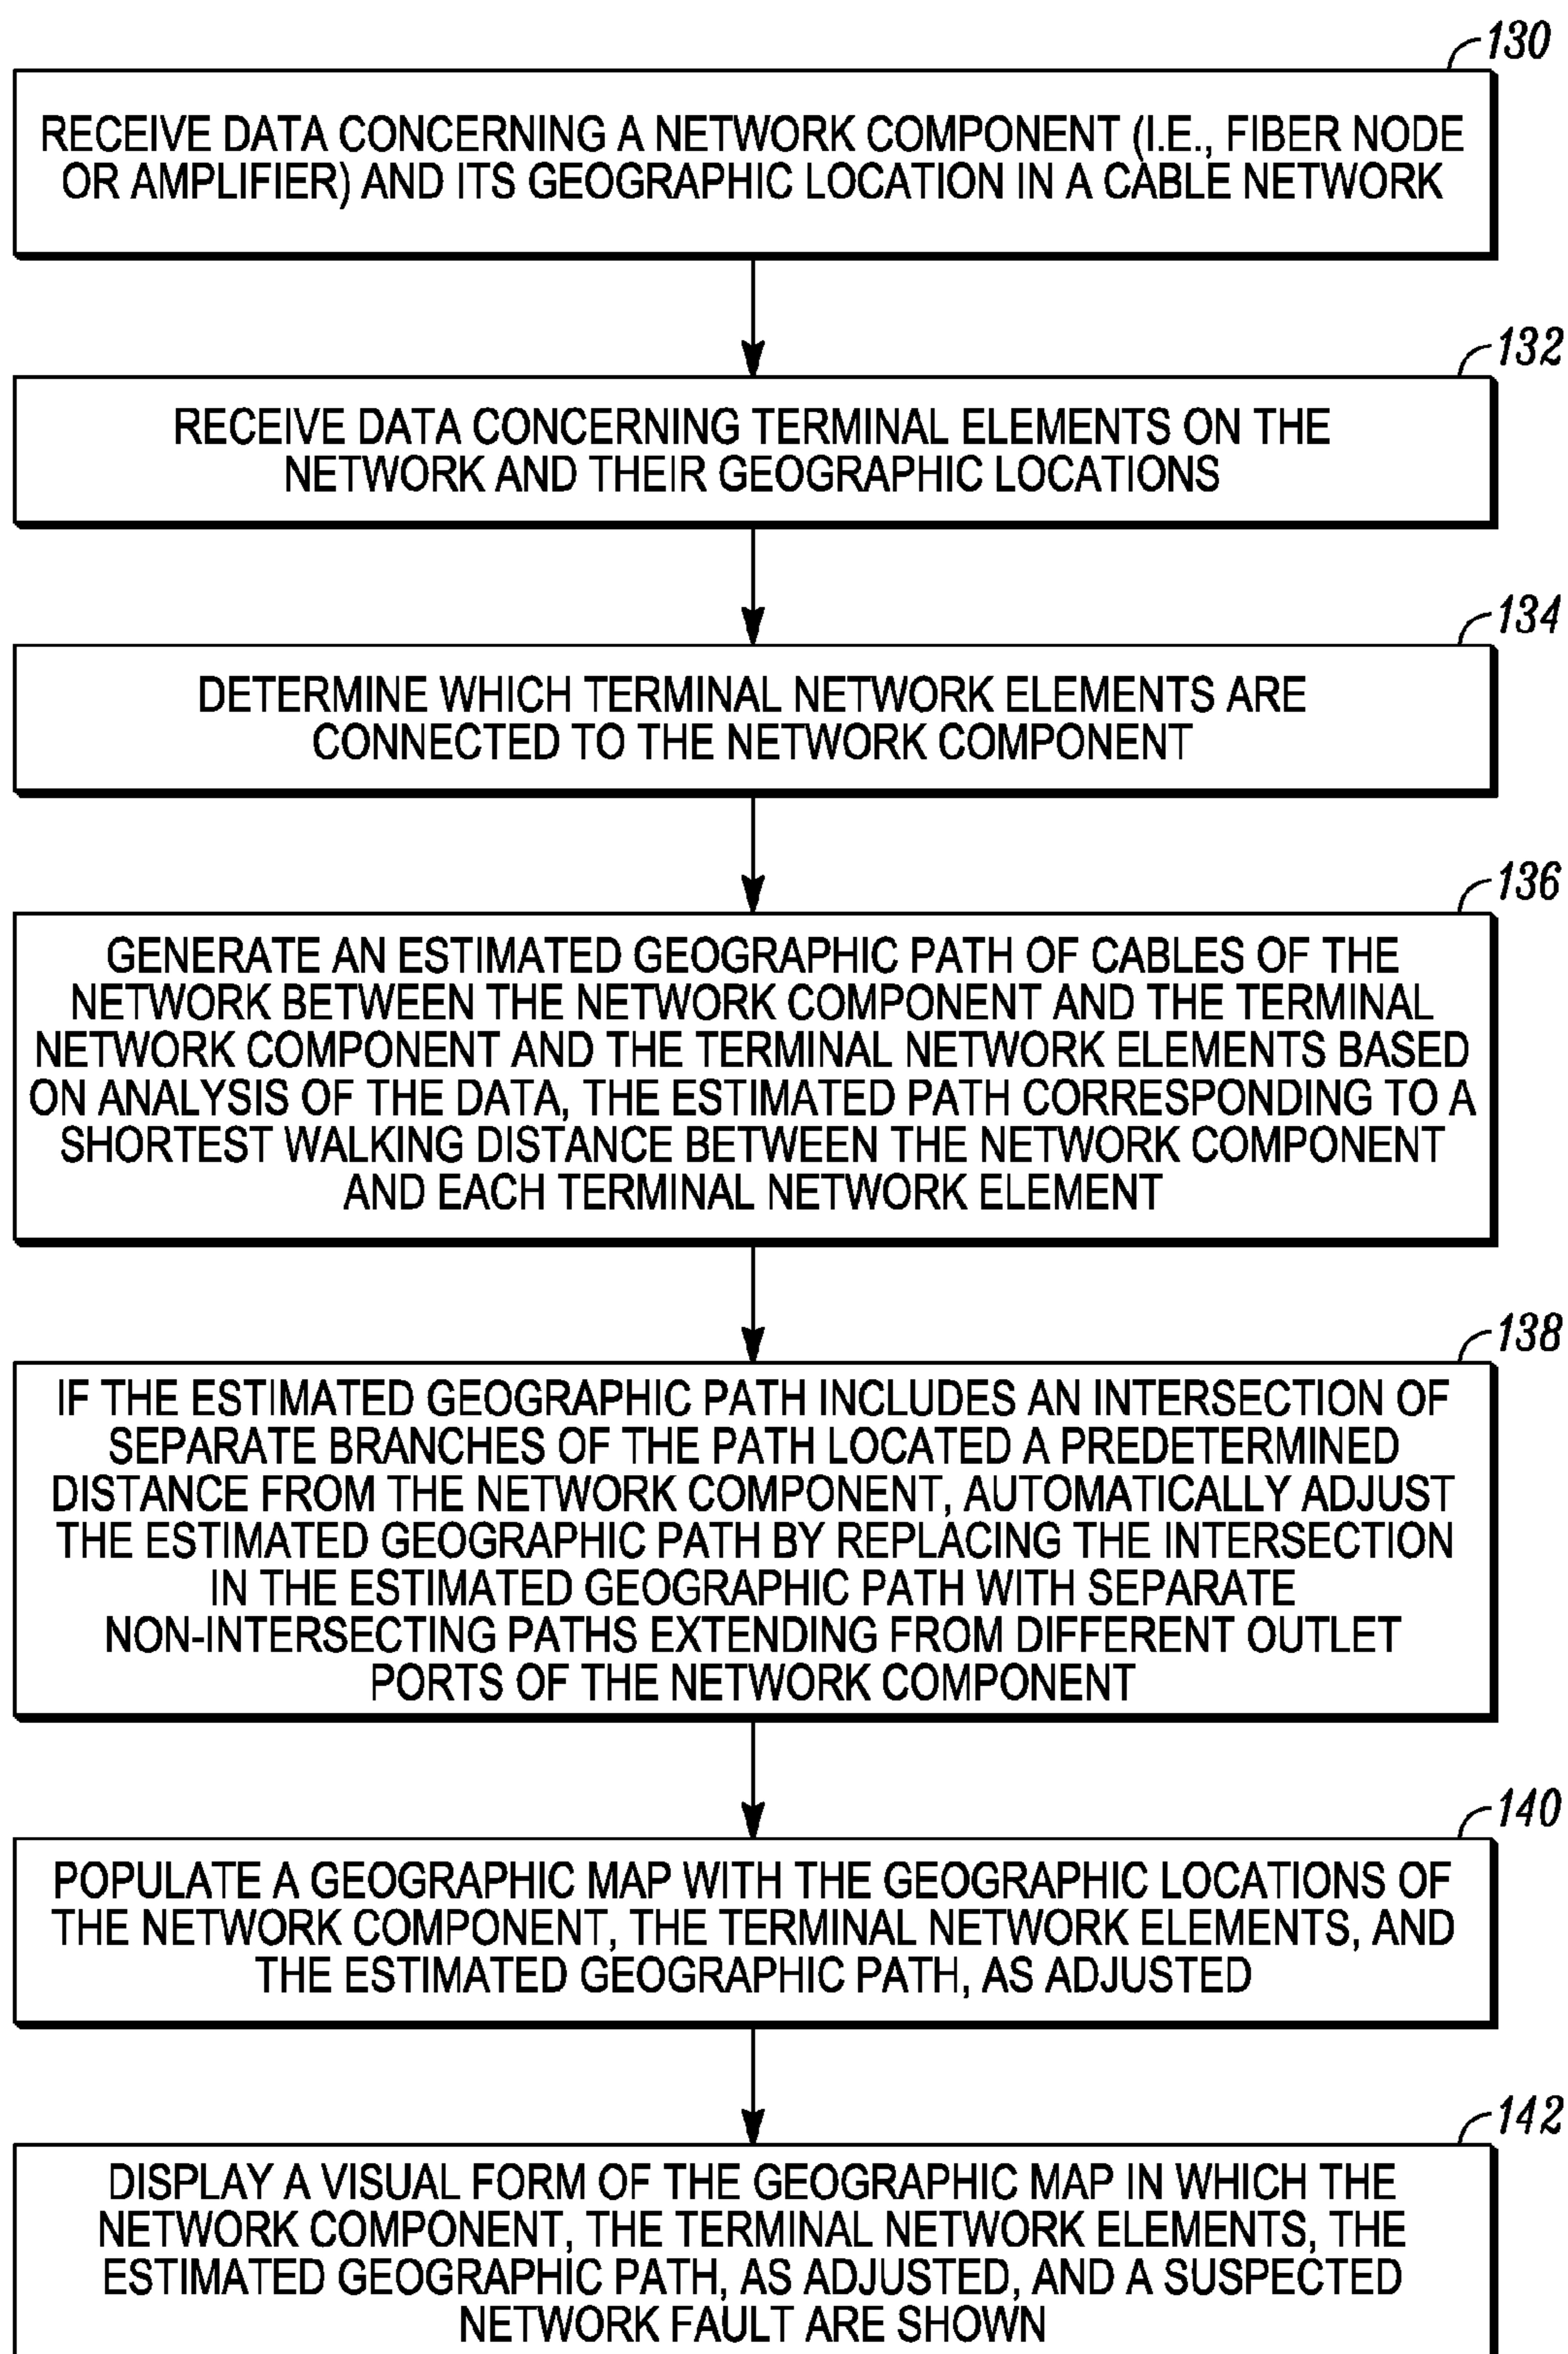 130
RECEIVE DATA CONCERNING A NETWORK COMPONENT (I.E., FIBER NODE
OR AMPLIFIER) AND ITS GEOGRAPHIC LOCATION IN A CABLE NETWORK
132
RECEIVE DATA CONCERNING TERMINAL ELEMENTS ON THE
NETWORK AND THEIR GEOGRAPHIC LOCATIONS
134
DETERMINE WHICH TERMINAL NETWORK ELEMENTS ARE
CONNECTED TO THE NETWORK COMPONENT
136
GENERATE AN ESTIMATED GEOGRAPHIC PATH OF CABLES OF THE
NETWORK BETWEEN THE NETWORK COMPONENT AND THE TERMINAL
NETWORK COMPONENT AND THE TERMINAL NETWORK ELEMENTS BASED
ON ANALYSIS OF THE DATA, THE ESTIMATED PATH CORRESPONDING TO A
SHORTEST WALKING DISTANCE BETWEEN THE NETWORK COMPONENT
AND EACH TERMINAL NETWORK ELEMENT
138
IF THE ESTIMATED GEOGRAPHIC PATH INCLUDES AN INTERSECTION OF
SEPARATE BRANCHES OF THE PATH LOCATED A PREDETERMINED
DISTANCE FROM THE NETWORK COMPONENT, AUTOMATICALLY ADJUST
THE ESTIMATED GEOGRAPHIC PATH BY REPLACING THE INTERSECTION
IN THE ESTIMATED GEOGRAPHIC PATH WITH SEPARATE
NON-INTERSECTING PATHS EXTENDING FROM DIFFERENT OUTLET
PORTS OF THE NETWORK COMPONENT
140
POPULATE A GEOGRAPHIC MAP WITH THE GEOGRAPHIC LOCATIONS OF
THE NETWORK COMPONENT, THE TERMINAL NETWORK ELEMENTS, AND
THE ESTIMATED GEOGRAPHIC PATH, AS ADJUSTED
142
DISPLAY A VISUAL FORM OF THE GEOGRAPHIC MAP IN WHICH THE
NETWORK COMPONENT, THE TERMINAL NETWORK ELEMENTS, THE
ESTIMATED GEOGRAPHIC PATH, AS ADJUSTED, AND A SUSPECTED
NETWORK FAULT ARE SHOWN